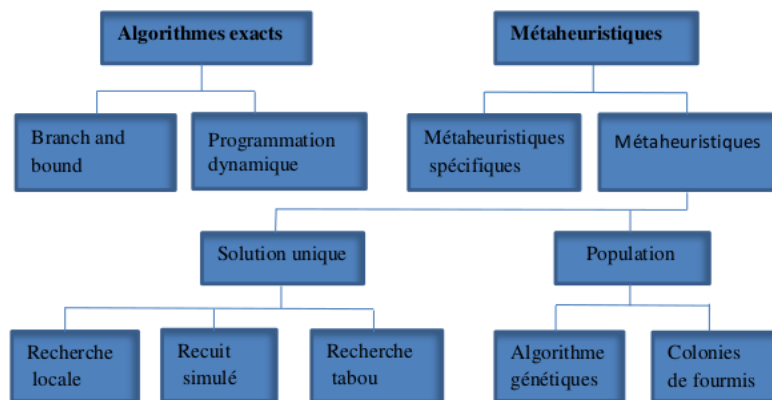 Algorithmes exacts
Métaheuristiques
Branch and
bound
Programmation
dynamique
Métaheuristiques
spécifiques
Métaheuristiques
Solution unique
Population
Recherche
locale
Recuit
simulé
Recherche
tabou
Algorithme
génétiques
Colonies
de fourmis